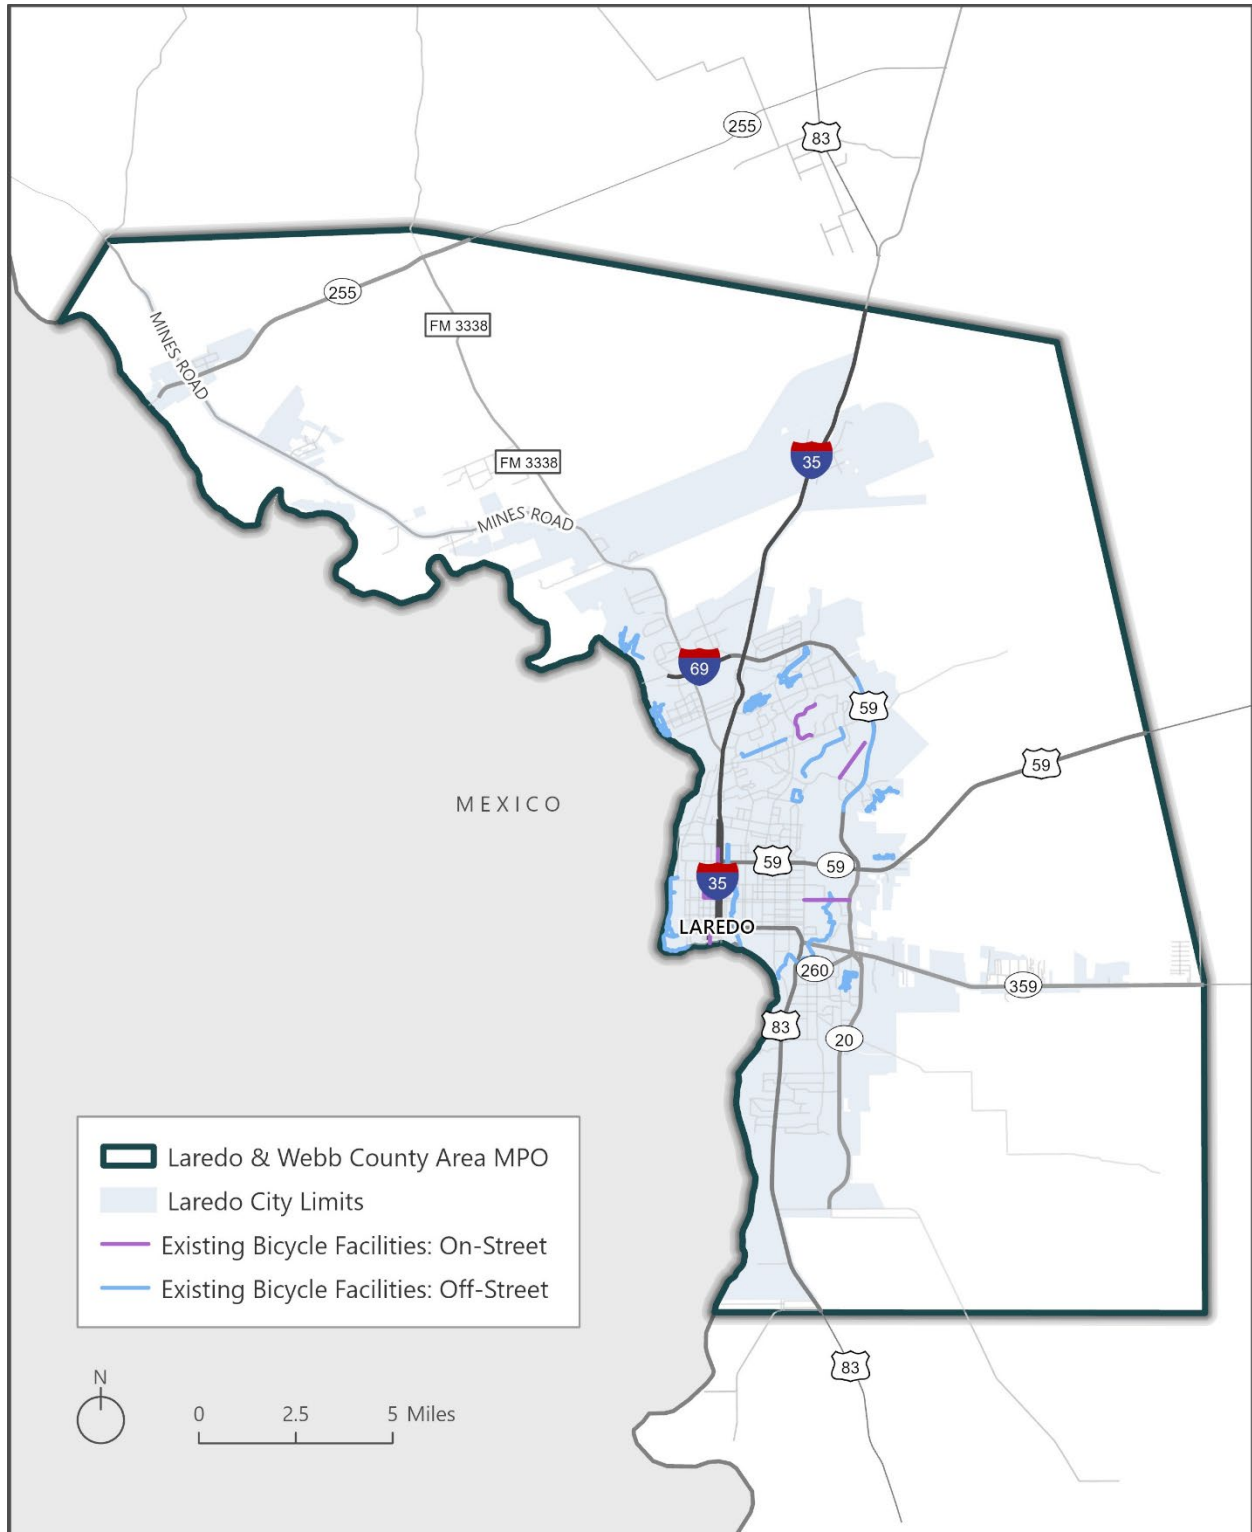 255
83
255
MINES ROAD
FM 3338
35
FM 3338
MINES ROAD
69
59
59
MEXICO
59
59
35
LAREDO
260
359
83
20
Laredo & Webb County Area MPO
Laredo City Limits
Existing Bicycle Facilities: On-Street
Existing Bicycle Facilities: Off-Street
83
N
0 2.5 5 Miles